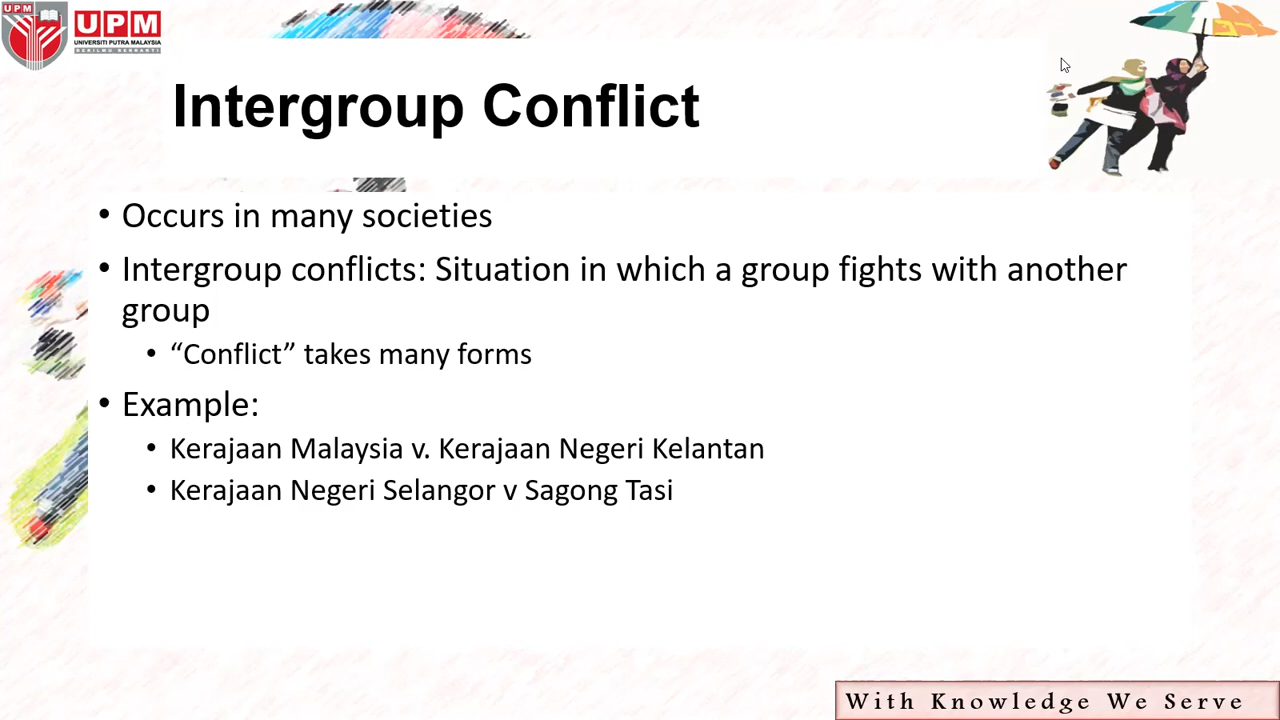 UPM
UPM
UNIVERSITI PUTRA MALAYSIA
BERILMU BERBAKTI
Intergroup Conflict
• Occurs in many societies
• Intergroup conflicts: Situation in which a group fights with another
group
• “Conflict” takes many forms
• Example:
• Kerajaan Malaysia v. Kerajaan Negeri Kelantan
• Kerajaan Negeri Selangor v Sagong Tasi
With Knowledge We Serve